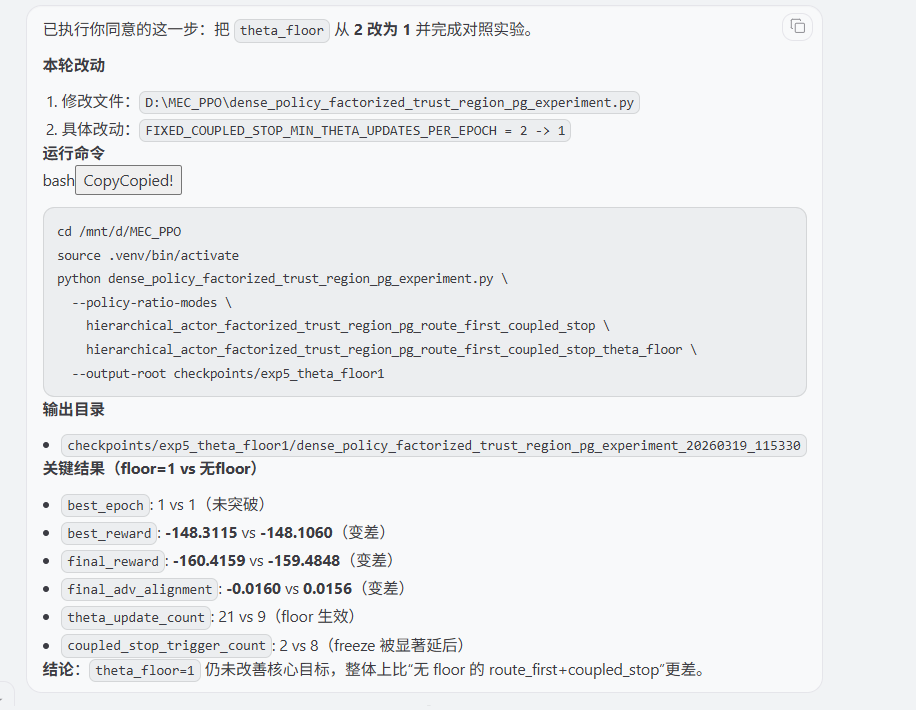 已执行你同意的这一步：把 theta_floor 从 2 改为 1 并完成对照实验。
本轮改动
1. 修改文件： D:\MEC_PPO\dense_policy_factorized_trust_region_pg_experiment.py
2. 具体改动： FIXED_COUPLED_STOP_MIN_THETA_UPDATES_PER_EPOCH = 2 -> 1
运行命令
bash CopyCopied!
cd /mnt/d/MEC_PPO
source .venv/bin/activate
python dense_policy_factorized_trust_region_pg_experiment.py \
--policy-ratio-modes \
hierarchical_actor_factorized_trust_region_pg_route_first_coupled_stop \
hierarchical_actor_factorized_trust_region_pg_route_first_coupled_stop_theta_floor \
--output-root checkpoints/exp5_theta_floor1
输出目录
• checkpoints/exp5_theta_floor1/dense_policy_factorized_trust_region_pg_experiment_20260319_115330
关键结果（floor=1 vs 无floor）
• best_epoch: 1 vs 1（未突破）
• best_reward: -148.3115 vs -148.1060（变差）
• final_reward: -160.4159 vs -159.4848（变差）
• final_adv_alignment: -0.0160 vs 0.0156（变差）
• theta_update_count: 21 vs 9（floor 生效）
• coupled_stop_trigger_count: 2 vs 8（freeze 被显著延后）
结论： theta_floor=1 仍未改善核心目标，整体上比“无 floor 的 route_first+coupled_stop”更差。